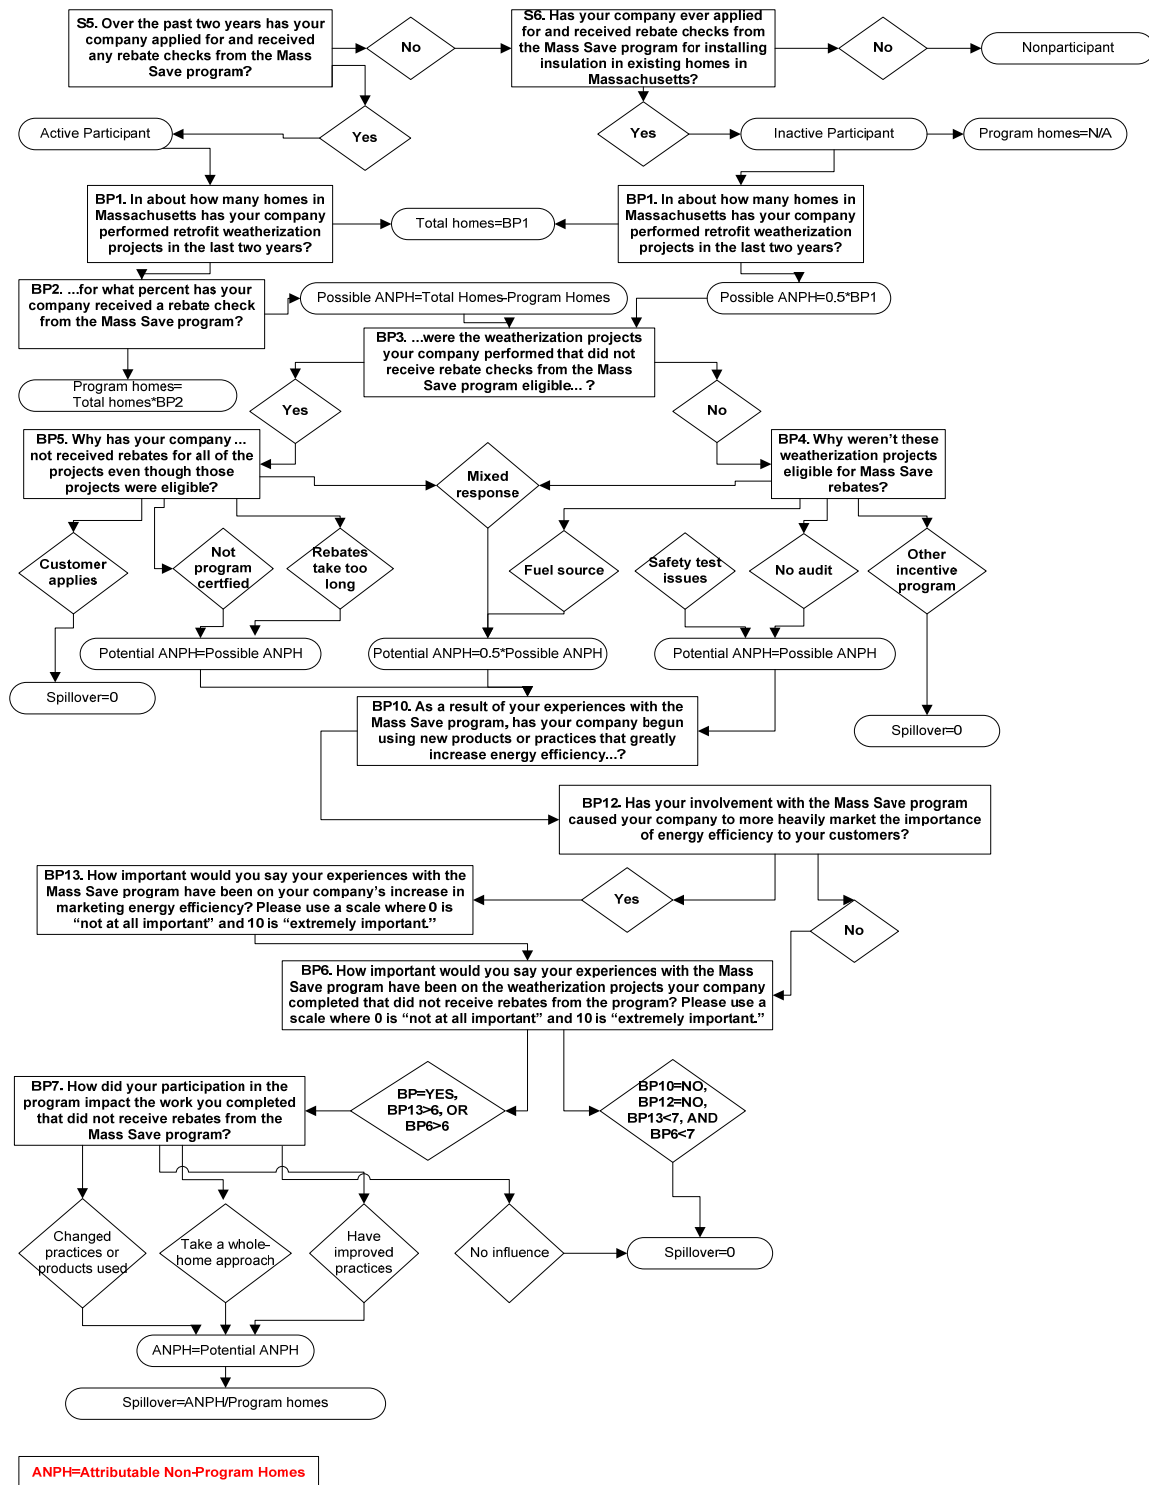 S5. Over the past two years has your
company applied for and received
any rebate checks from the Mass
Save program?
No
S6. Has your company ever applied
for and received rebate checks from
the Mass Save program for installing
insulation in existing homes in
Massachusetts?
No
Nonparticipant
Active Participant
Yes
Yes
Inactive Participant
Program homes=N/A
BP1. In about how many homes in
Massachusetts has your company
performed retrofit weatherization
projects in the last two years?
Total homes=BP1
BP1. In about how many homes in
Massachusetts has your company
performed retrofit weatherization
projects in the last two years?
BP2. ...for what percent has your
company received a rebate check
from the Mass Save program?
Possible ANPH=Total Homes-Program Homes
Possible ANPH=0.5*BP1
BP3. ...were the weatherization projects
your company performed that did not
receive rebate checks from the Mass
Save program eligible... ?
Program homes=
Total homes*BP2
Yes
No
BP5. Why has your company ...
not received rebates for all of the
projects even though those
projects were eligible?
Mixed
response
BP4. Why weren't these
weatherization projects
eligible for Mass Save
rebates?
Customer
applies
Not
program
certfied
Rebates
take too
long
Fuel source
Safety test
issues
No audit
Other
incentive
program
Potential ANPH=Possible ANPH
Potential ANPH=0.5*Possible ANPH
Potential ANPH=Possible ANPH
Spillover=0
BP10. As a result of your experiences with the
Mass Save program, has your company begun
using new products or practices that greatly
increase energy efficiency...?
Spillover=0
BP12. Has your involvement with the Mass Save program
caused your company to more heavily market the importance
of energy efficiency to your customers?
BP13. How important would you say your experiences with the
Mass Save program have been on your company's increase in
marketing energy efficiency? Please use a scale where 0 is
“not at all important” and 10 is “extremely important.”
Yes
No
BP6. How important would you say your experiences with the Mass
Save program have been on the weatherization projects your company
completed that did not receive rebates from the program? Please use a
scale where 0 is “not at all important” and 10 is “extremely important.”
BP7. How did your participation in the
program impact the work you completed
that did not receive rebates from the
Mass Save program?
BP=YES,
BP13>6, OR
BP6>6
BP10=NO,
BP12=NO,
BP13<7, AND
BP6<7
Changed
practices or
products used
Take a whole-
home approach
Have
improved
practices
No influence
Spillover=0
ANPH=Potential ANPH
Spillover=ANPH/Program homes
ANPH=Attributable Non-Program Homes